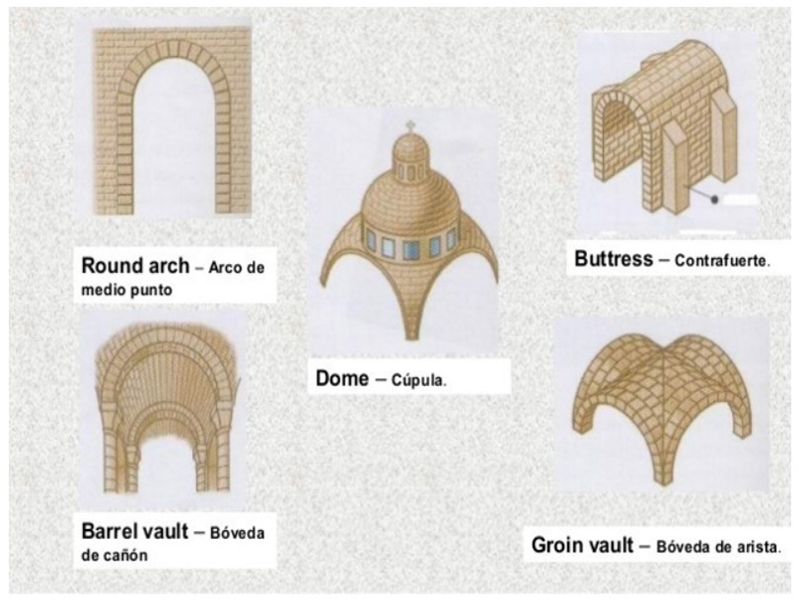 Round arch – Arco de
medio punto
Buttress – Contrafuerte.
Dome – Cúpula.
Barrel vault – Bóveda
de cañón
Groin vault – Bóveda de arista.